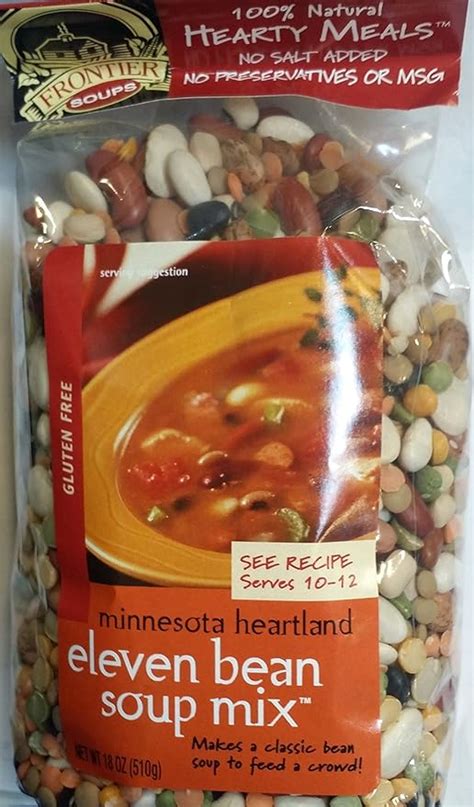 FRONTIER
SOUPS
100% Natural
HEARTY MEALS™
NO SALT ADDED
NO PRESERVATIVES OR MSG
serving suggestion
GLUTEN FREE
SEE RECIPE
Serves 10-12
minnesota heartland
eleven bean
soup mix™
NET WT 18 OZ (510g)
Makes a classic bean
soup to feed a crowd!